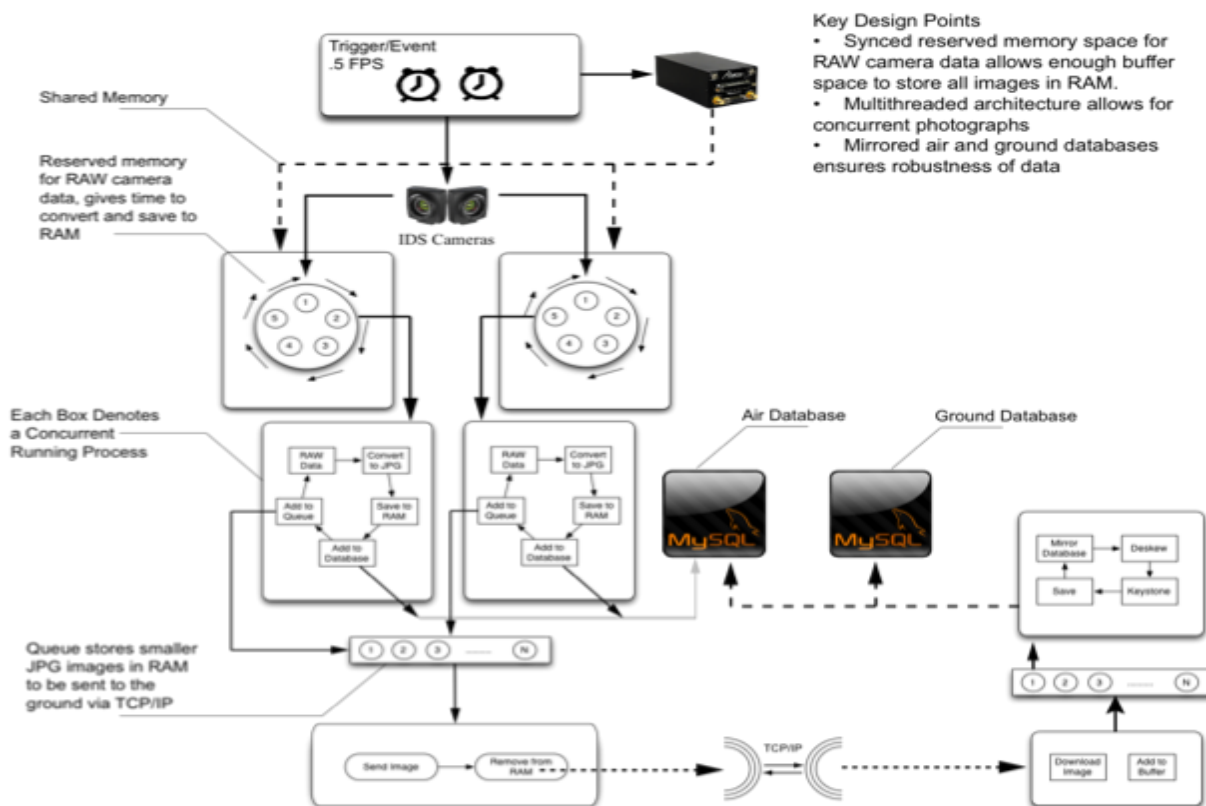 Key Design Points
• Synced reserved memory space for
RAW camera data allows enough buffer
space to store all images in RAM.
• Multithreaded architecture allows for
concurrent photographs
• Mirrored air and ground databases
ensures robustness of data
Trigger/Event
.5 FPS
Shared Memory
Reserved memory
for RAW camera
data, gives time to
convert and save to
RAM
IDS Cameras
1
2
3
4
5
1
2
3
4
5
Each Box Denotes
a Concurrent
Running Process
RAW
Data
Convert
to JPG
Save to
RAM
Add to
Database
Add to
Queue
RAW
Data
Convert
to JPG
Save to
RAM
Add to
Database
Add to
Queue
Air Database
Ground Database
MySQL
MySQL
Mirror
Database
Deskew
Keystone
Save
Queue stores smaller
JPG images in RAM
to be sent to the
ground via TCP/IP
1 2 3 ....... N
1 2 3 ........ N
Send Image
Remove from
RAM
TCP/IP
Download
Image
Add to
Buffer